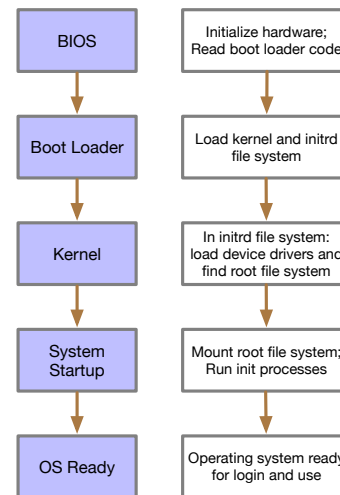 BIOS
Initialize hardware;
Read boot loader code
Boot Loader
Load kernel and initrd
file system
Kernel
In initrd file system:
load device drivers and
find root file system
System
Startup
Mount root file system;
Run init processes
OS Ready
Operating system ready
for login and use